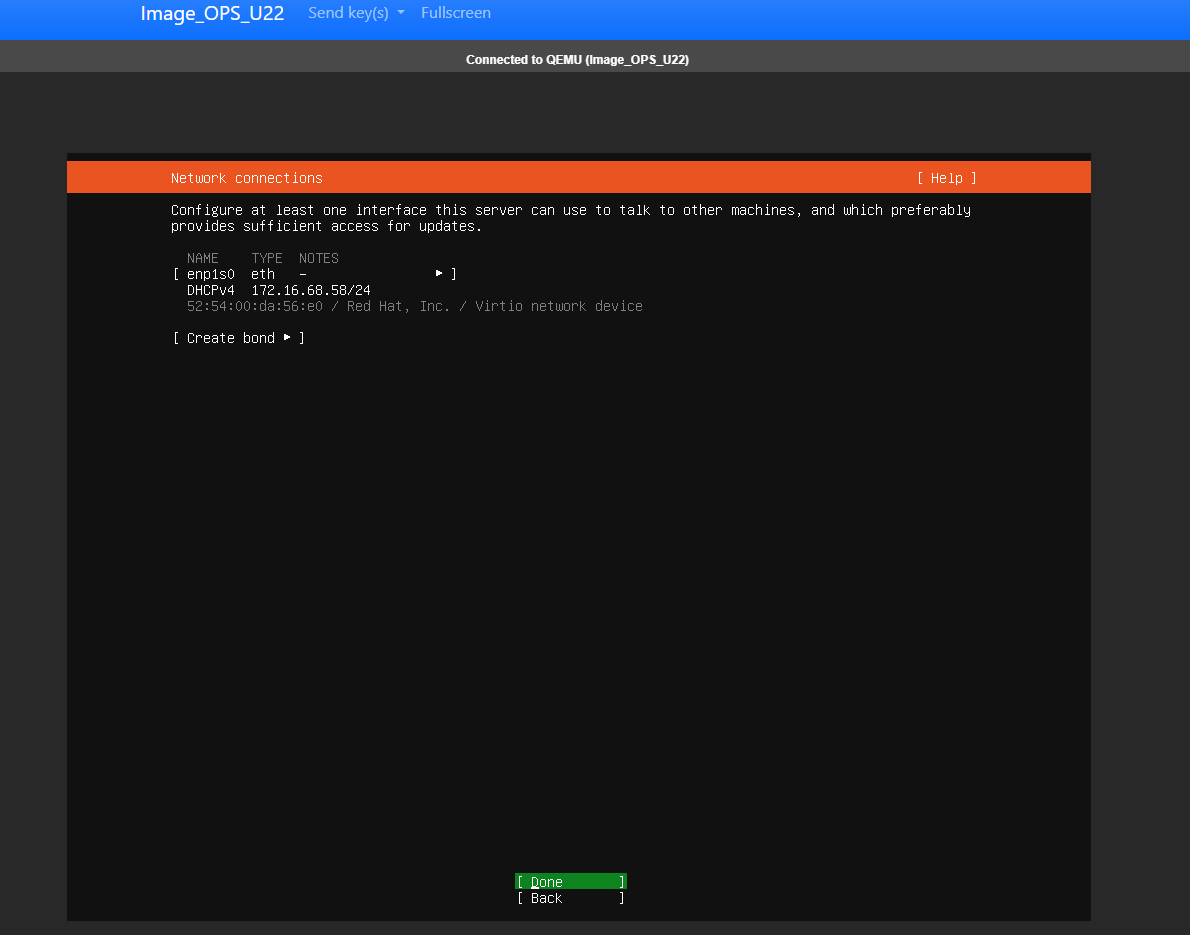 Image_OPS_U22 Send key(s) Fullscreen
Connected to QEMU (Image_OPS_U22)
Network connections [ Help ]
Configure at least one interface this server can use to talk to other machines, and which preferably
provides sufficient access for updates.
NAME TYPE NOTES
[ enp1s0 eth – ▸ ]
DHCPv4 172.16.68.58/24
52:54:00:da:56:e0 / Red Hat, Inc. / Virtio network device
[ Create bond ▸ ]
[ Done ]
[ Back ]